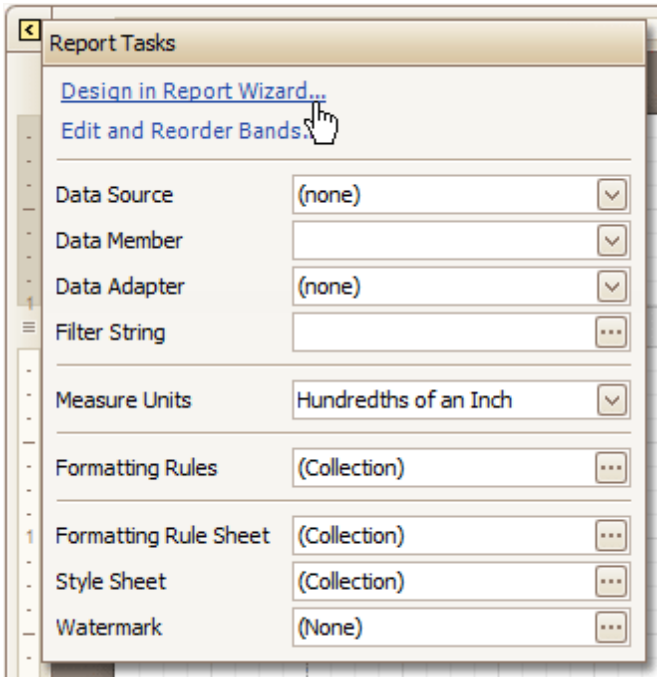 Report Tasks
Design in Report Wizard...
Edit and Reorder Bands..
Data Source (none)
Data Member
Data Adapter (none)
1
Filter String
Measure Units Hundredths of an Inch
Formatting Rules (Collection)
1 Formatting Rule Sheet (Collection)
Style Sheet (Collection)
Watermark (None)